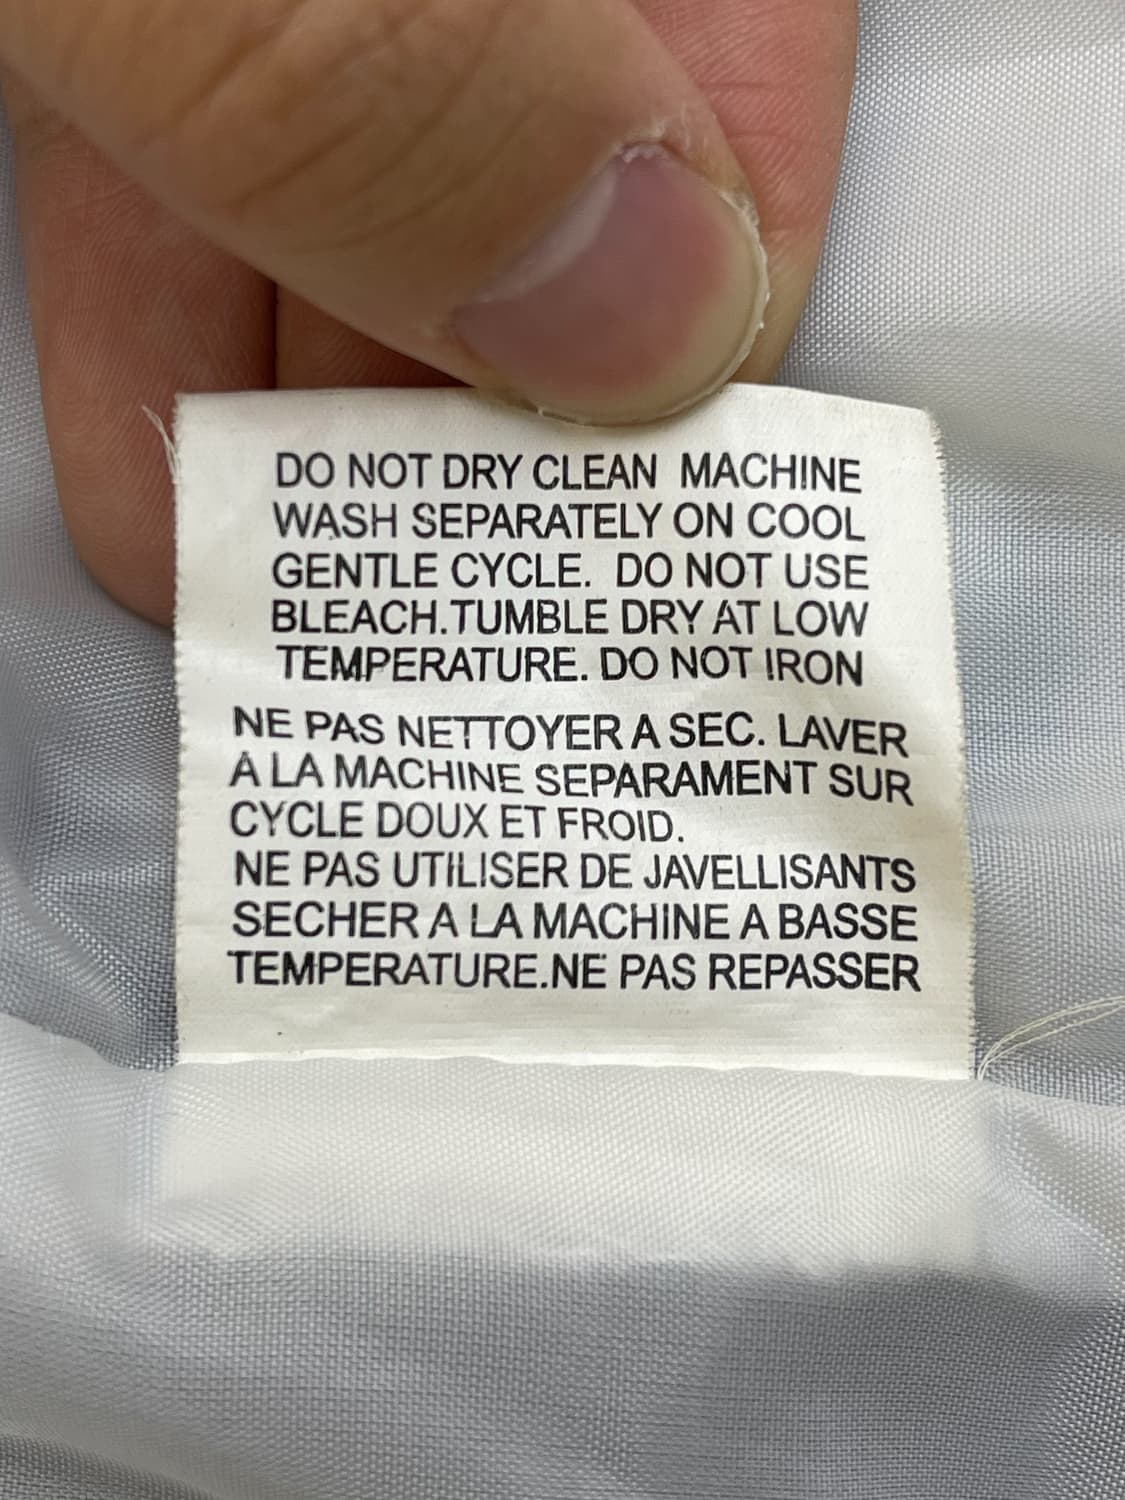 DO NOT DRY CLEAN MACHINE
WASH SEPARATELY ON COOL
GENTLE CYCLE. DO NOT USE
BLEACH.TUMBLE DRY AT LOW
TEMPERATURE. DO NOT IRON
NE PAS NETTOYER A SEC. LAVER
À LA MACHINE SEPARAMENT SUR
CYCLE DOUX ET FROID.
NE PAS UTILISER DE JAVELLISANTS
SECHER A LA MACHINE A BASSE
TEMPERATURE.NE PAS REPASSER